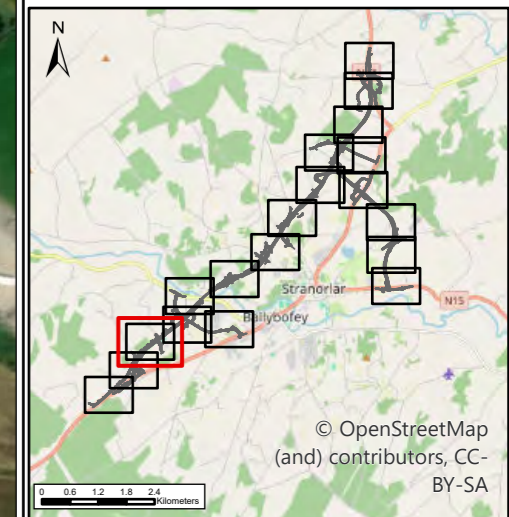 N
Stranorlar
N15
Ballybofey
© OpenStreetMap
(and) contributors, CC-
BY-SA
0 0.6 1.2 1.8 2.4
Kilometers